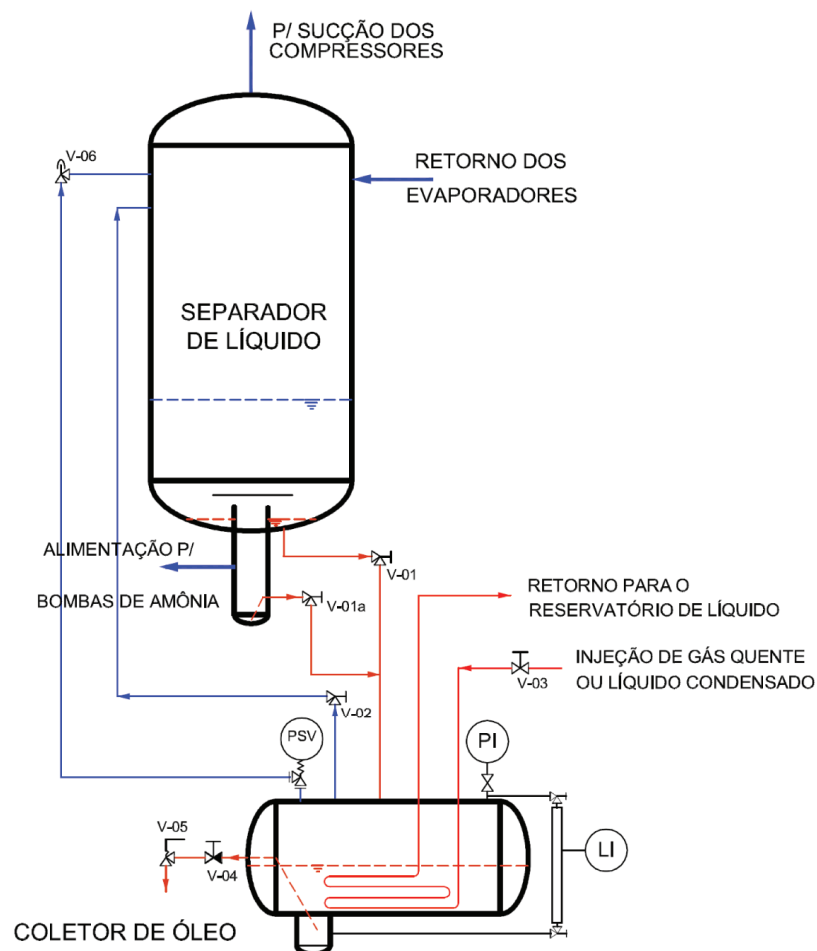 P/ SUCÇÃO DOS
COMPRESSORES
V-06
RETORNO DOS
EVAPORADORES
SEPARADOR
DE LÍQUIDO
ALIMENTAÇÃO P/
BOMBAS DE AMÔNIA
V-01
V-01a
RETORNO PARA O
RESERVATÓRIO DE LÍQUIDO
INJEÇÃO DE GÁS QUENTE
OU LÍQUIDO CONDENSADO
V-03
V-02
PSV
PI
V-05
V-04
LI
COLETOR DE ÓLEO